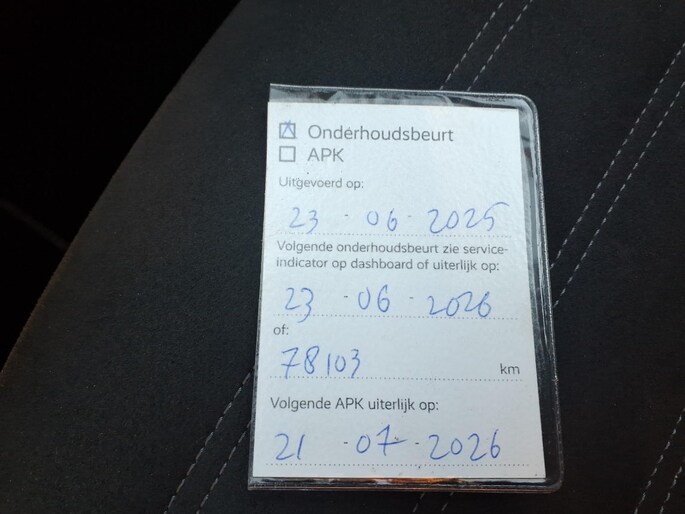 Onderhoudsbeurt
APK
Uitgevoerd op:
23 - 06 - 2025
Volgende onderhoudsbeurt zie service-
indicator op dashboard of uiterlijk op:
23 - 06 - 2026
of:
78103 km
Volgende APK uiterlijk op:
21 - 07 - 2026